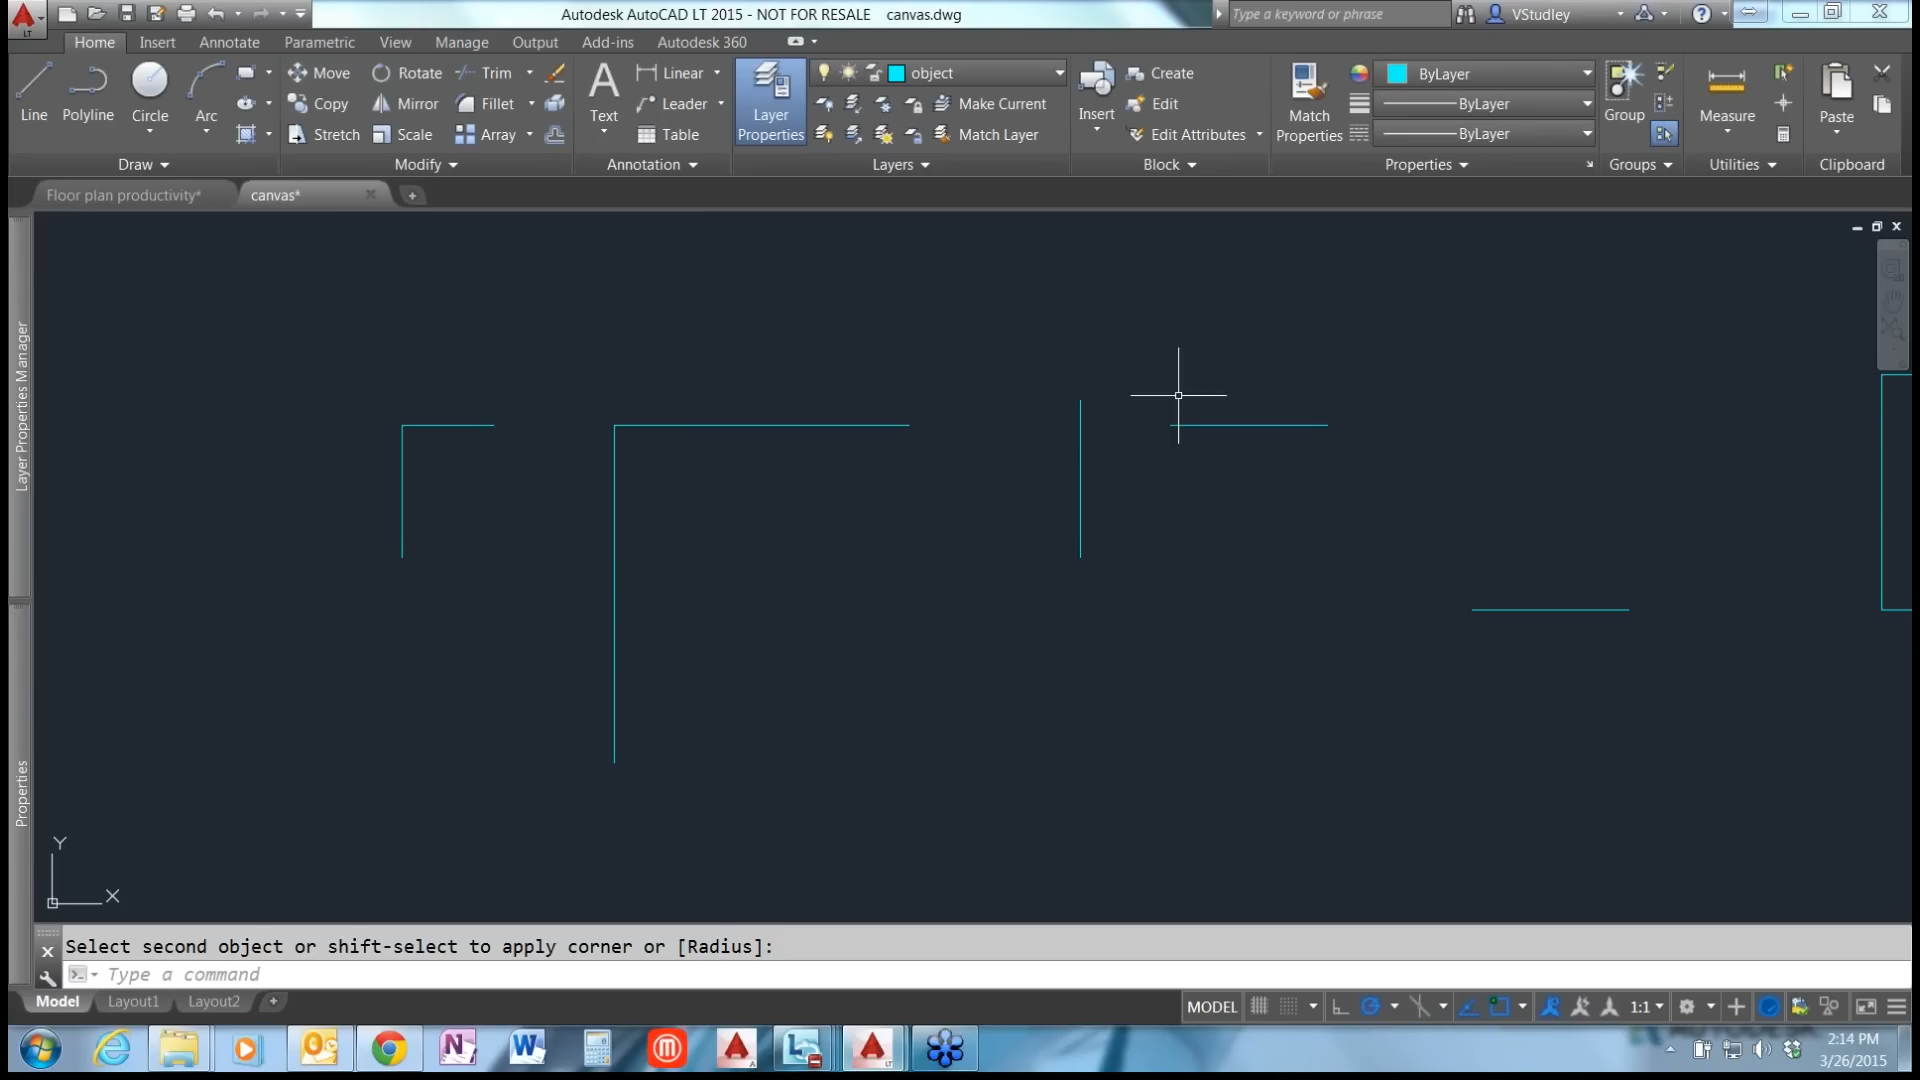 Autodesk AutoCAD LT 2015 - NOT FOR RESALE canvas.dwg
Type a keyword or phrase
VStudley
LT
Home Insert Annotate Parametric View Manage Output Add-ins Autodesk 360
Line
Polyline
Circle
Arc
Draw
Move
Rotate
Trim
Copy
Mirror
Fillet
Stretch
Scale
Array
Modify
Text
Linear
Leader
Table
Annotation
Layer
Properties
object
Make Current
Match Layer
Layers
Insert
Create
Edit
Edit Attributes
Block
Match
Properties
ByLayer
ByLayer
ByLayer
Properties
Group
Groups
Measure
Utilities
Paste
Clipboard
Floor plan productivity*
canvas*
Layer Properties Manager
Properties
Y
X
Select second object or shift-select to apply corner or [Radius]:
Type a command
Model Layout1 Layout2
MODEL
1:1
2:14 PM
3/26/2015